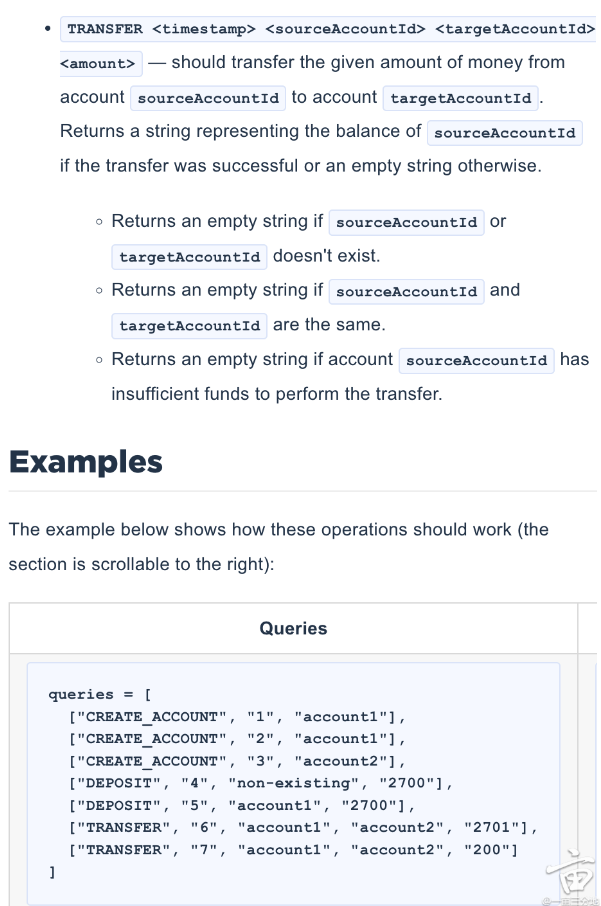 • TRANSFER <timestamp> <sourceAccountId> <targetAccountId>
<amount> — should transfer the given amount of money from
account sourceAccountId to account targetAccountId.
Returns a string representing the balance of sourceAccountId
if the transfer was successful or an empty string otherwise.
◦ Returns an empty string if sourceAccountId or
targetAccountId doesn't exist.
◦ Returns an empty string if sourceAccountId and
targetAccountId are the same.
◦ Returns an empty string if account sourceAccountId has
insufficient funds to perform the transfer.
Examples
The example below shows how these operations should work (the
section is scrollable to the right):
Queries
queries = [
["CREATE_ACCOUNT", "1", "account1"],
["CREATE_ACCOUNT", "2", "account1"],
["CREATE_ACCOUNT", "3", "account2"],
["DEPOSIT", "4", "non-existing", "2700"],
["DEPOSIT", "5", "account1", "2700"],
["TRANSFER", "6", "account1", "account2", "2701"],
["TRANSFER", "7", "account1", "account2", "200"]
]